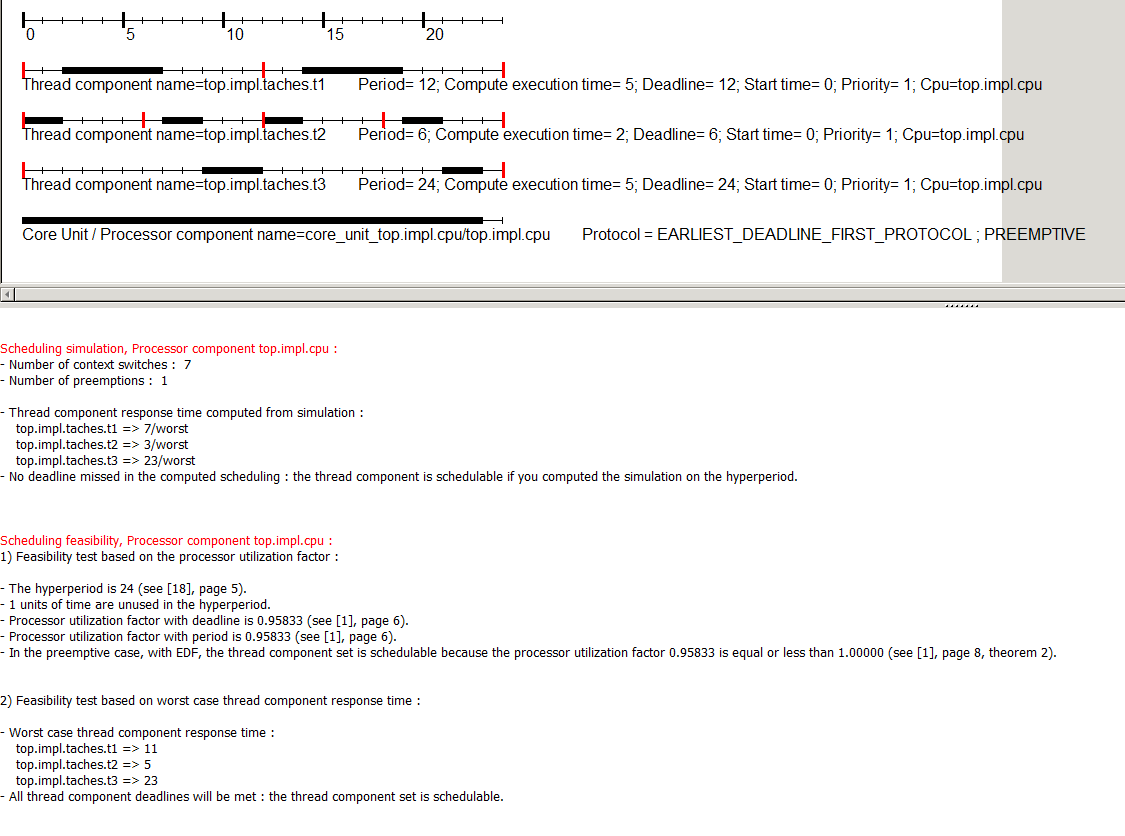 0 5 10 15 20
Thread component name=top.impl.taches.t1 Period= 12; Compute execution time= 5; Deadline= 12; Start time= 0; Priority= 1; Cpu=top.impl.cpu
Thread component name=top.impl.taches.t2 Period= 6; Compute execution time= 2; Deadline= 6; Start time= 0; Priority= 1; Cpu=top.impl.cpu
Thread component name=top.impl.taches.t3 Period= 24; Compute execution time= 5; Deadline= 24; Start time= 0; Priority= 1; Cpu=top.impl.cpu
Core Unit / Processor component name=core_unit_top.impl.cpu/top.impl.cpu Protocol = EARLIEST_DEADLINE_FIRST_PROTOCOL ; PREEMPTIVE
Scheduling simulation, Processor component top.impl.cpu :
- Number of context switches : 7
- Number of preemptions : 1
- Thread component response time computed from simulation :
top.impl.taches.t1 => 7/worst
top.impl.taches.t2 => 3/worst
top.impl.taches.t3 => 23/worst
- No deadline missed in the computed scheduling : the thread component is schedulable if you computed the simulation on the hyperperiod.
Scheduling feasibility, Processor component top.impl.cpu :
1) Feasibility test based on the processor utilization factor :
- The hyperperiod is 24 (see [18], page 5).
- 1 units of time are unused in the hyperperiod.
- Processor utilization factor with deadline is 0.95833 (see [1], page 6).
- Processor utilization factor with period is 0.95833 (see [1], page 6).
- In the preemptive case, with EDF, the thread component set is schedulable because the processor utilization factor 0.95833 is equal or less than 1.00000 (see [1], page 8, theorem 2).
2) Feasibility test based on worst case thread component response time :
- Worst case thread component response time :
top.impl.taches.t1 => 11
top.impl.taches.t2 => 5
top.impl.taches.t3 => 23
- All thread component deadlines will be met : the thread component set is schedulable.